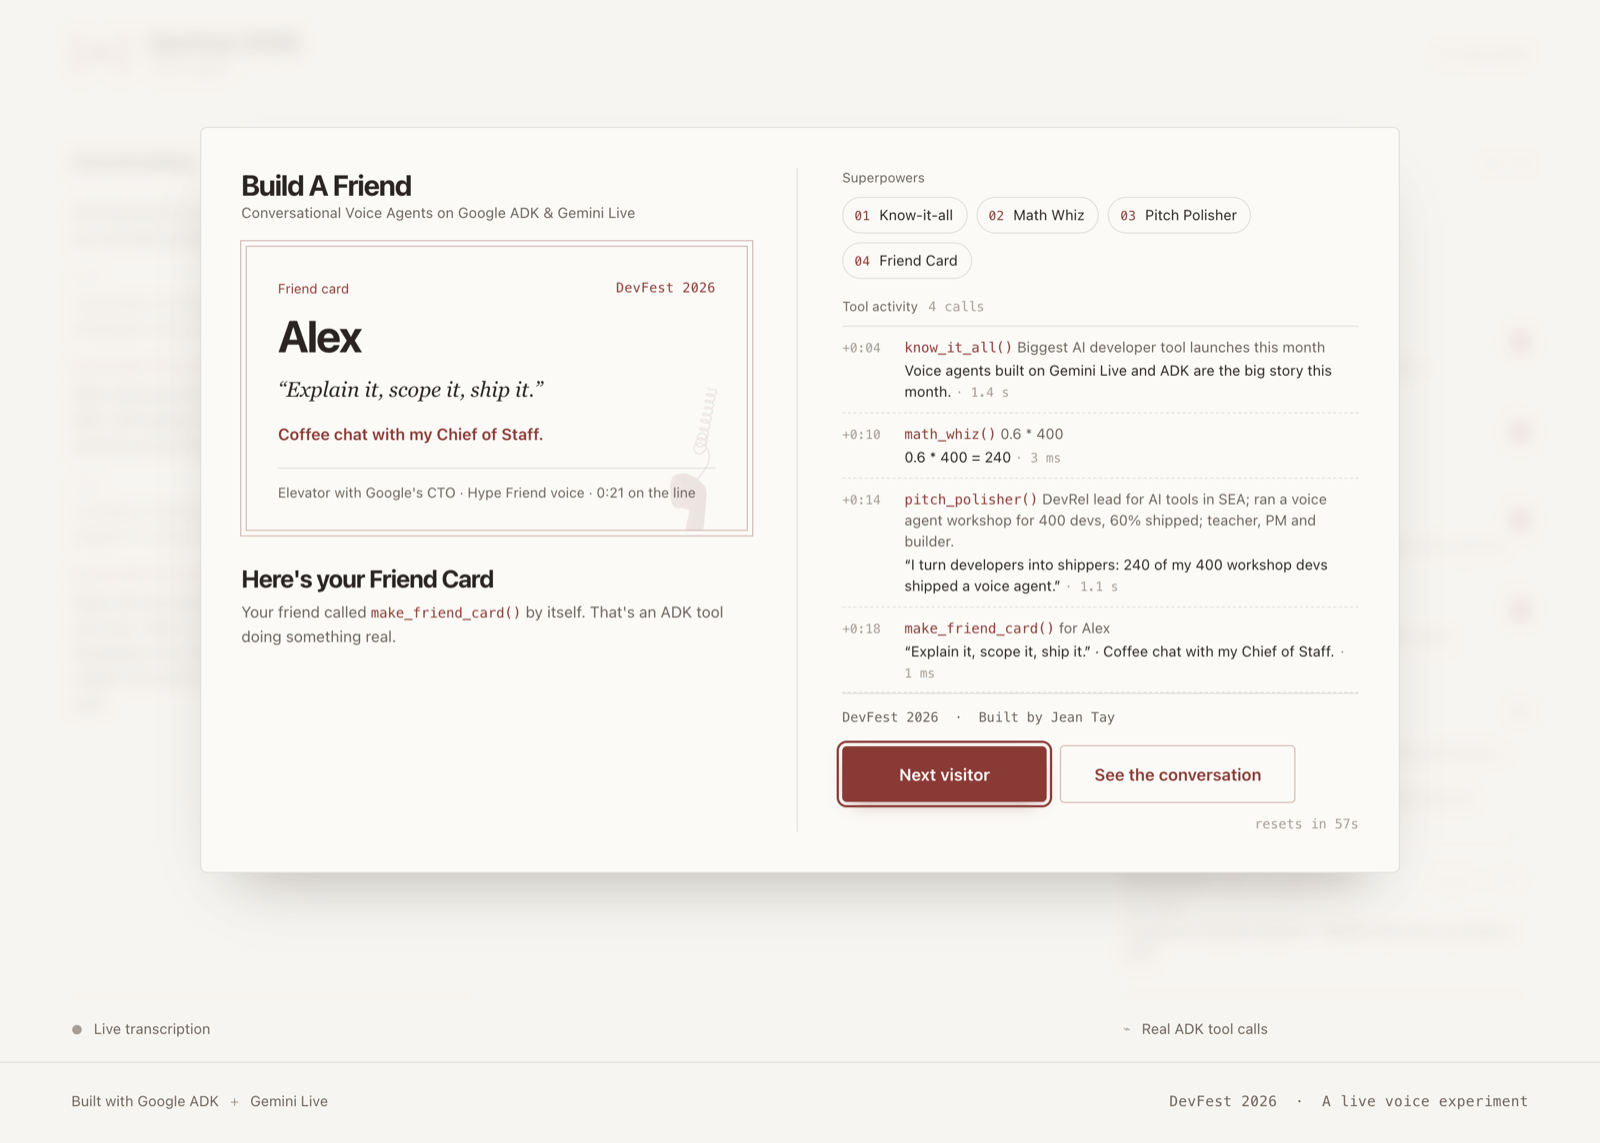 Build A Friend
Conversational Voice Agents on Google ADK & Gemini Live
Friend card
DevFest 2026
Alex
“Explain it, scope it, ship it.”
Coffee chat with my Chief of Staff.
Elevator with Google's CTO · Hype Friend voice · 0:21 on the line
Here's your Friend Card
Your friend called make_friend_card() by itself. That's an ADK tool
doing something real.
Superpowers
01 Know-it-all
02 Math Whiz
03 Pitch Polisher
04 Friend Card
Tool activity 4 calls
+0:04 know_it_all() Biggest AI developer tool launches this month
Voice agents built on Gemini Live and ADK are the big story this
month. · 1.4 s
+0:10 math_whiz() 0.6 * 400
0.6 * 400 = 240 · 3 ms
+0:14 pitch_polisher() DevRel lead for AI tools in SEA; ran a voice
agent workshop for 400 devs, 60% shipped; teacher, PM and
builder.
“I turn developers into shippers: 240 of my 400 workshop devs
shipped a voice agent.” · 1.1 s
+0:18 make_friend_card() for Alex
“Explain it, scope it, ship it.” · Coffee chat with my Chief of Staff. ·
1 ms
DevFest 2026 · Built by Jean Tay
Next visitor
See the conversation
resets in 57s
Live transcription
Real ADK tool calls
Built with Google ADK + Gemini Live
DevFest 2026 · A live voice experiment